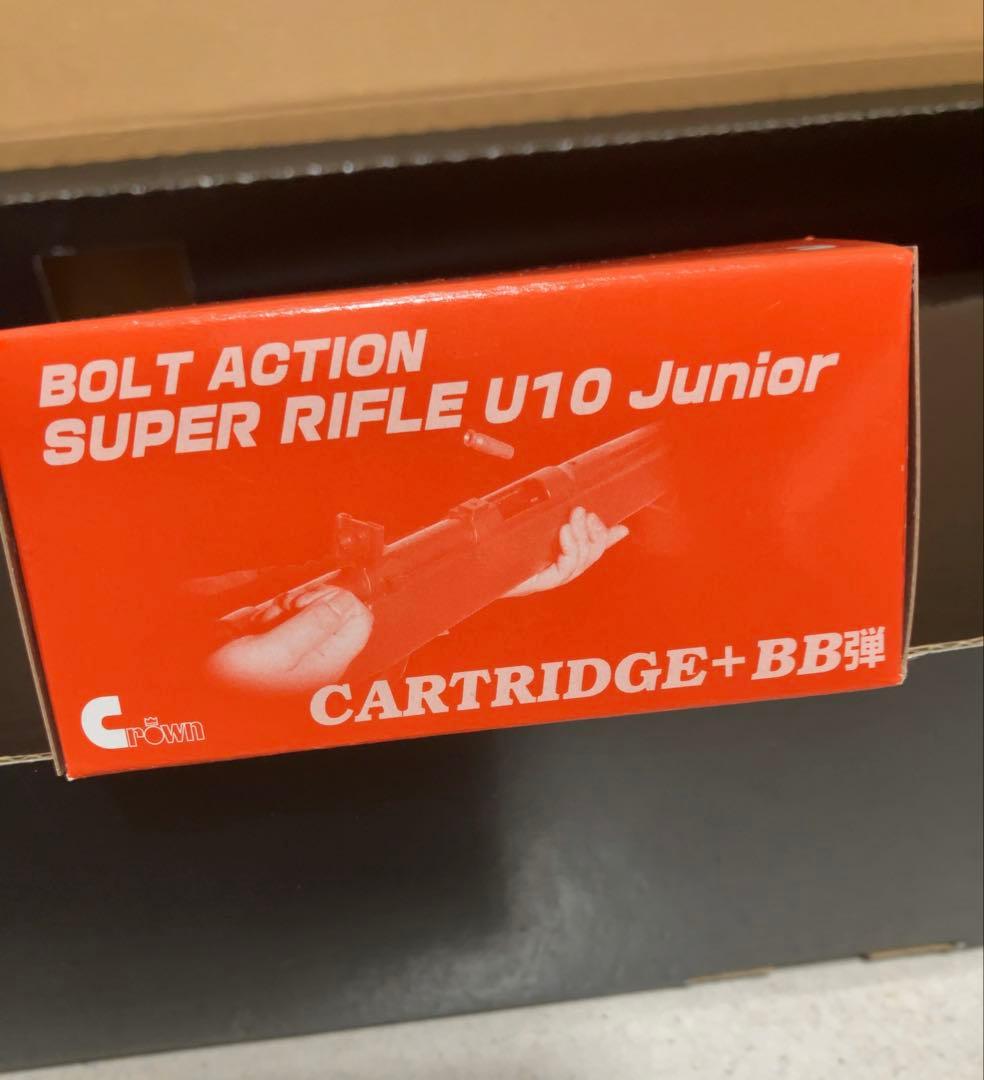 BOLT ACTION
SUPER RIFLE U10 Junior
CARTRIDGE+BB弾
Crown